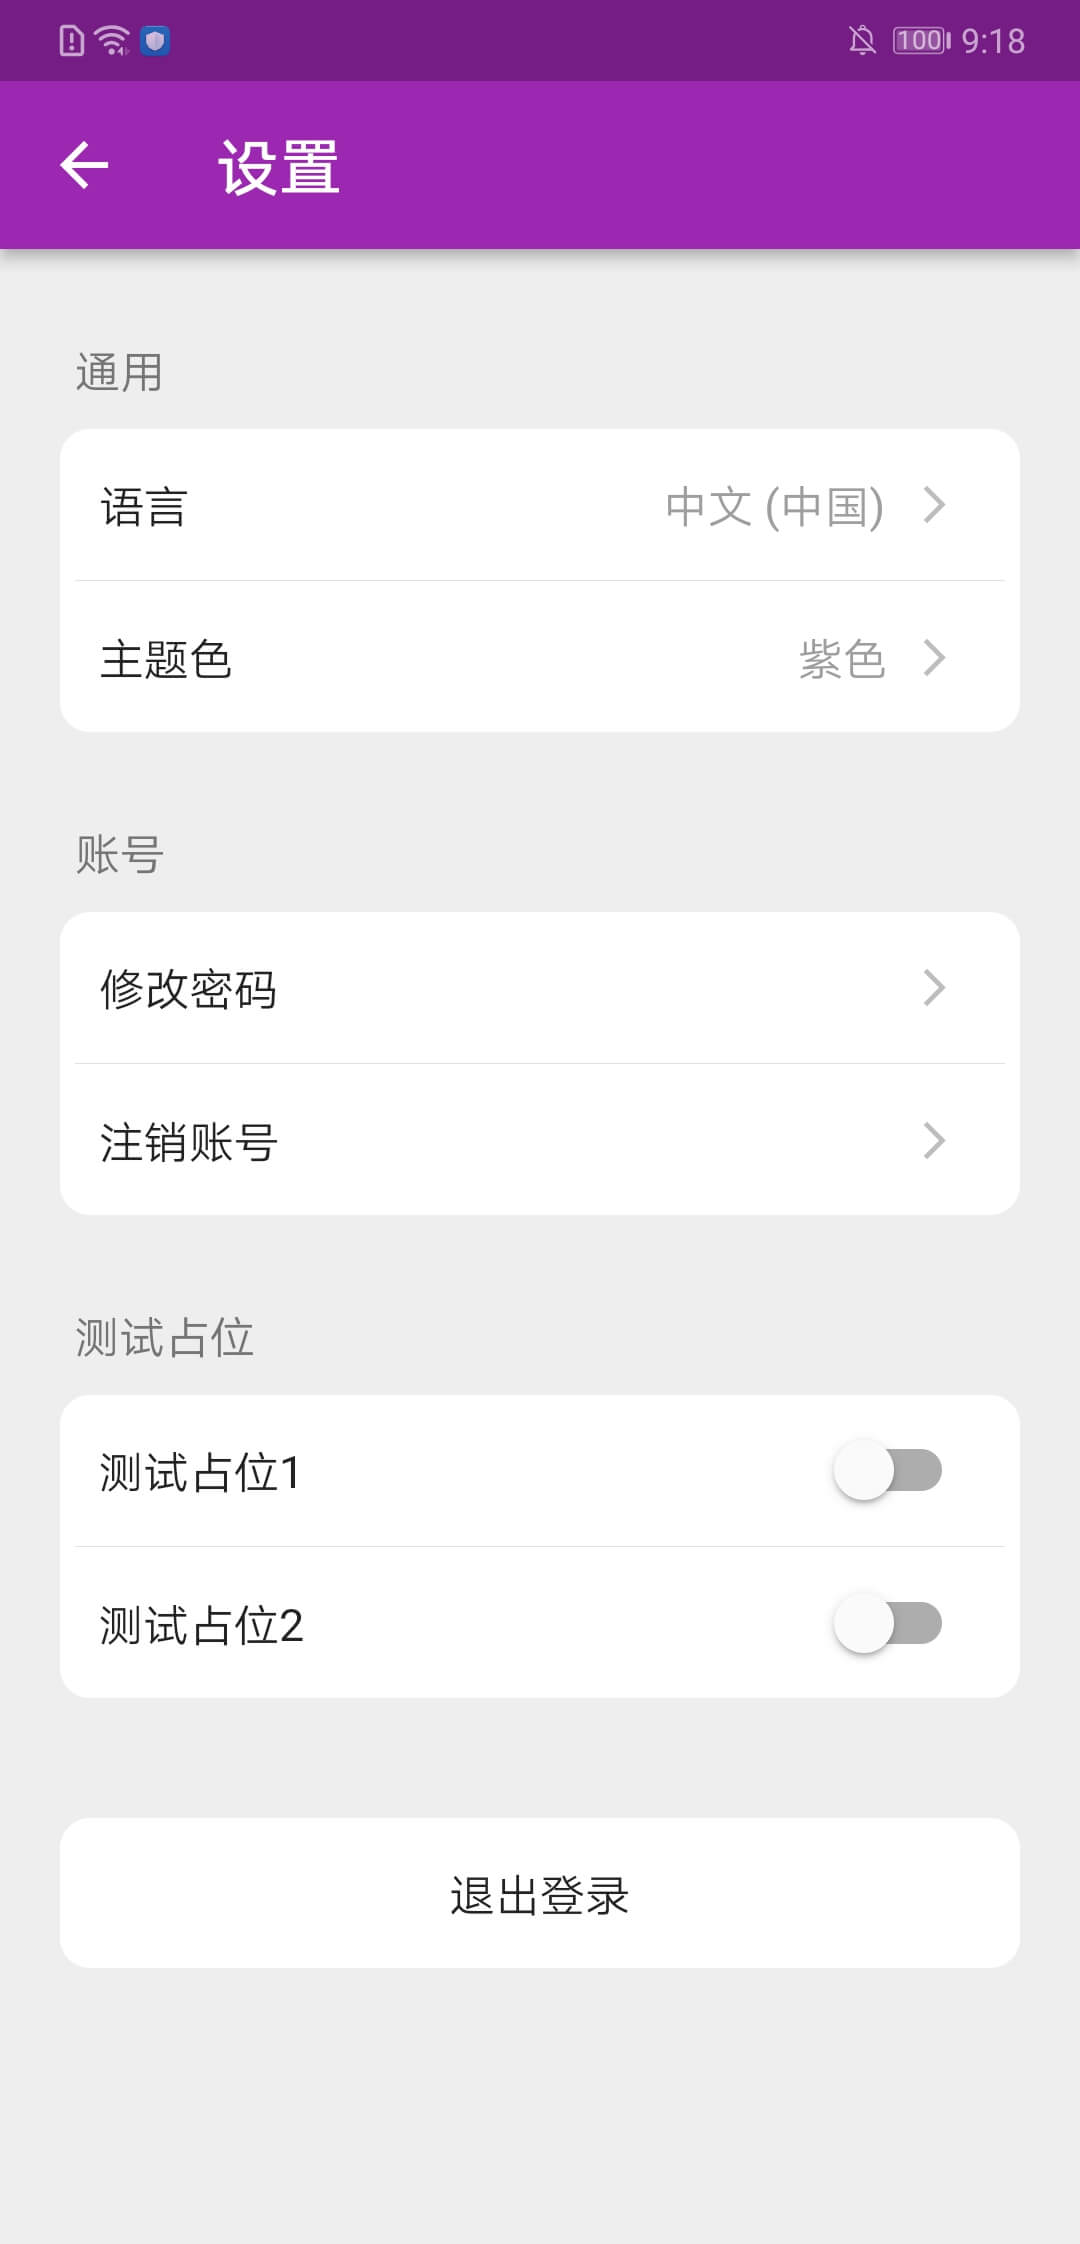 100 9:18
设置
通用
语言 中文 (中国)
主题色 紫色
账号
修改密码
注销账号
测试占位
测试占位1
测试占位2
退出登录